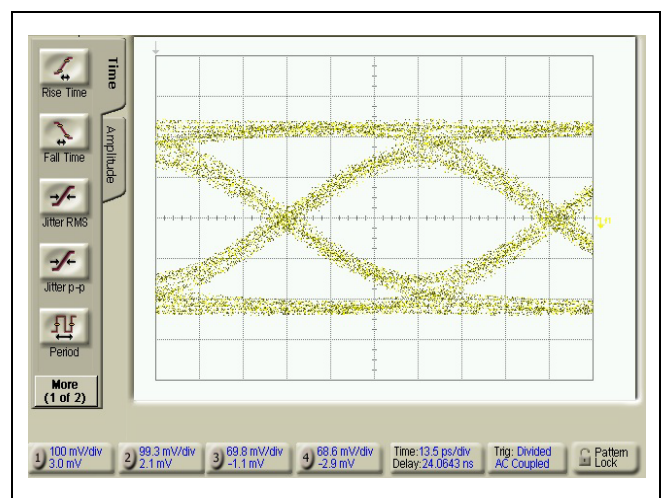 Time
Amplitude
Rise Time
Fall Time
Jitter RMS
Jitter p-p
Period
More
(1 of 2)
1 100 mV/div
3.0 mV
2 99.3 mV/div
2.1 mV
3 69.8 mV/div
-1.1 mV
4 68.6 mV/div
-2.9 mV
Time:13.5 ps/div
Delay:24.0643 ns
Trig: Divided
AC Coupled
Pattern
Lock